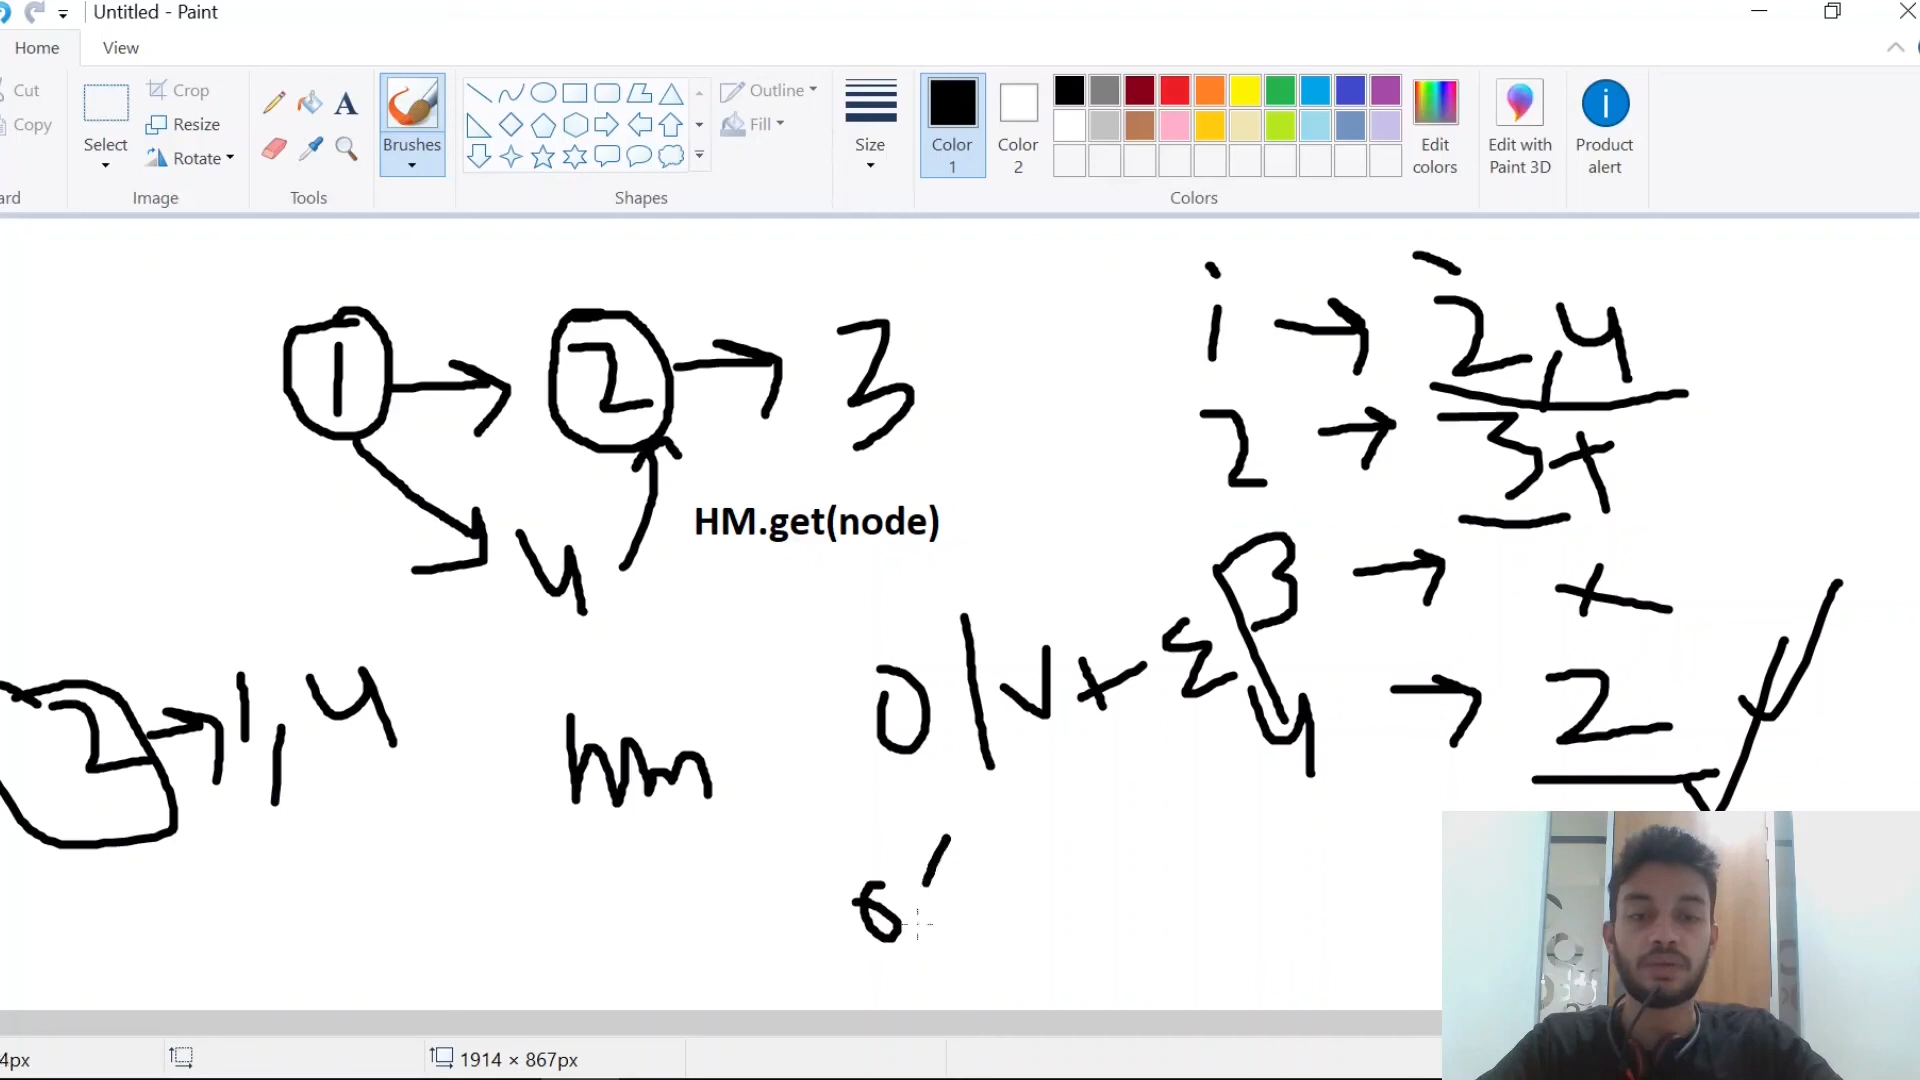 Untitled - Paint
Home View
Cut
Copy
ard
Select
Crop
Resize
Rotate
Image
Tools
Brushes
Shapes
Outline
Fill
Size
Color 1
Color 2
Colors
Edit colors
Edit with Paint 3D
Product alert
1 → 2 → 3
4
HM.get(node)
1 → 2, 4
2 → 3 x
3 → x
4 → 2
2 → 1, 4
hm
0 | V +
4px
1914 × 867px